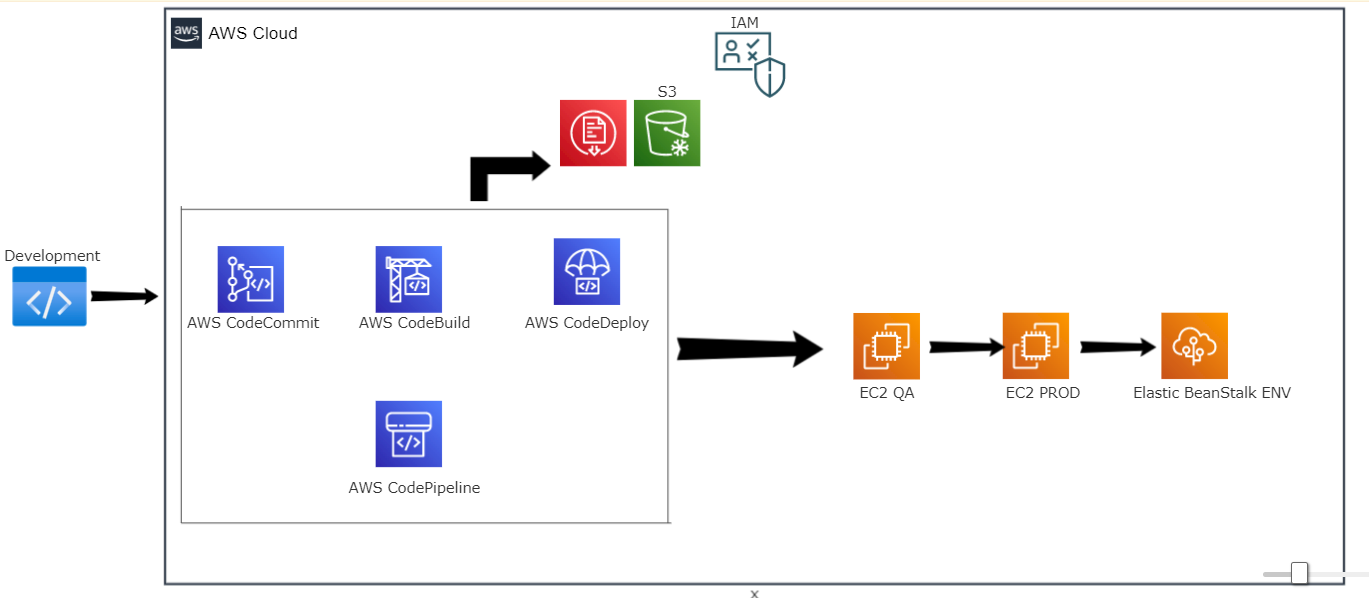 aws
AWS Cloud
IAM
S3
Development
AWS CodeCommit
AWS CodeBuild
AWS CodeDeploy
EC2 QA
EC2 PROD
Elastic BeanStalk ENV
AWS CodePipeline
x